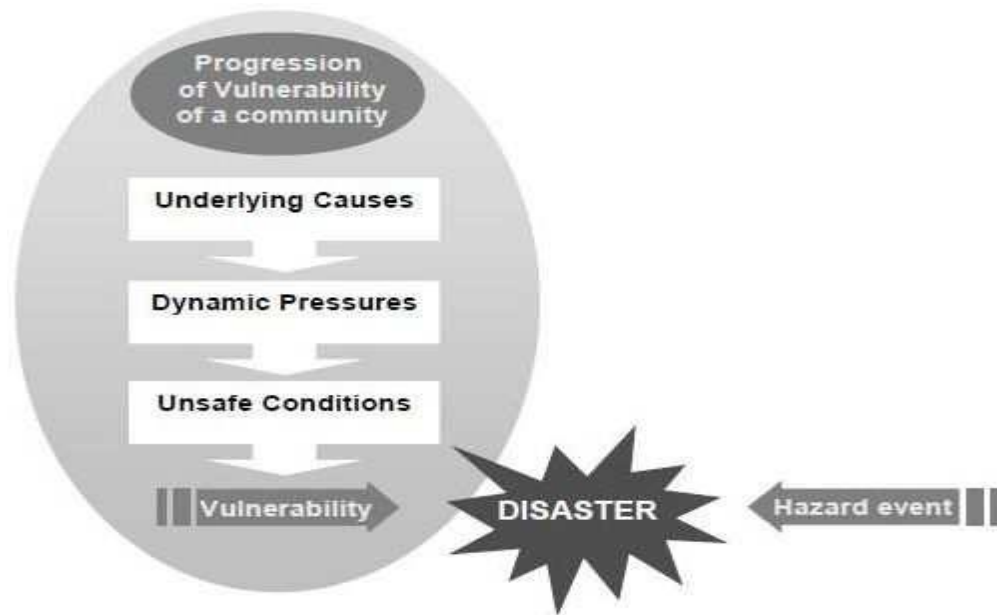 Progression
of Vulnerability
of a community
Underlying Causes
Dynamic Pressures
Unsafe Conditions
Vulnerability
DISASTER
Hazard event